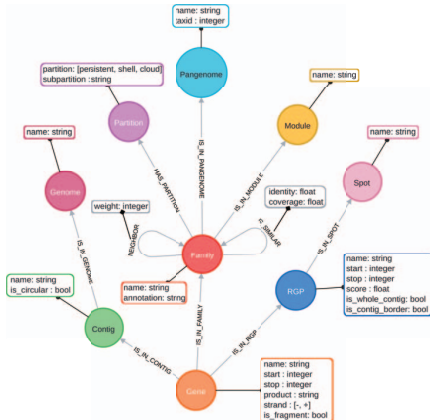 name: string
taxid : integer
Pangenome
partition: [persistent, shell, cloud]
subpartition :string
Partition
name: sting
Module
name: string
Genome
name: string
Spot
IS_IN_PANGENOME
HAS_PARTITION
IS_IN_MODULE
weight: integer
NEIGHBOR
identity: float
coverage: float
IS_SIMILAR
Family
IS_IN_SPOT
IS_IN_GENOME
name: string
annotation: strng
name: string
is_circular : bool
Contig
RGP
name: string
start : integer
stop : integer
score : float
is_whole_contig: bool
is_contig_border: bool
IS_IN_FAMILY
IS_IN_RGP
IS_IN_CONTIG
Gene
name: string
start : integer
stop : integer
product : string
strand : [-, +]
is_fragment: bool